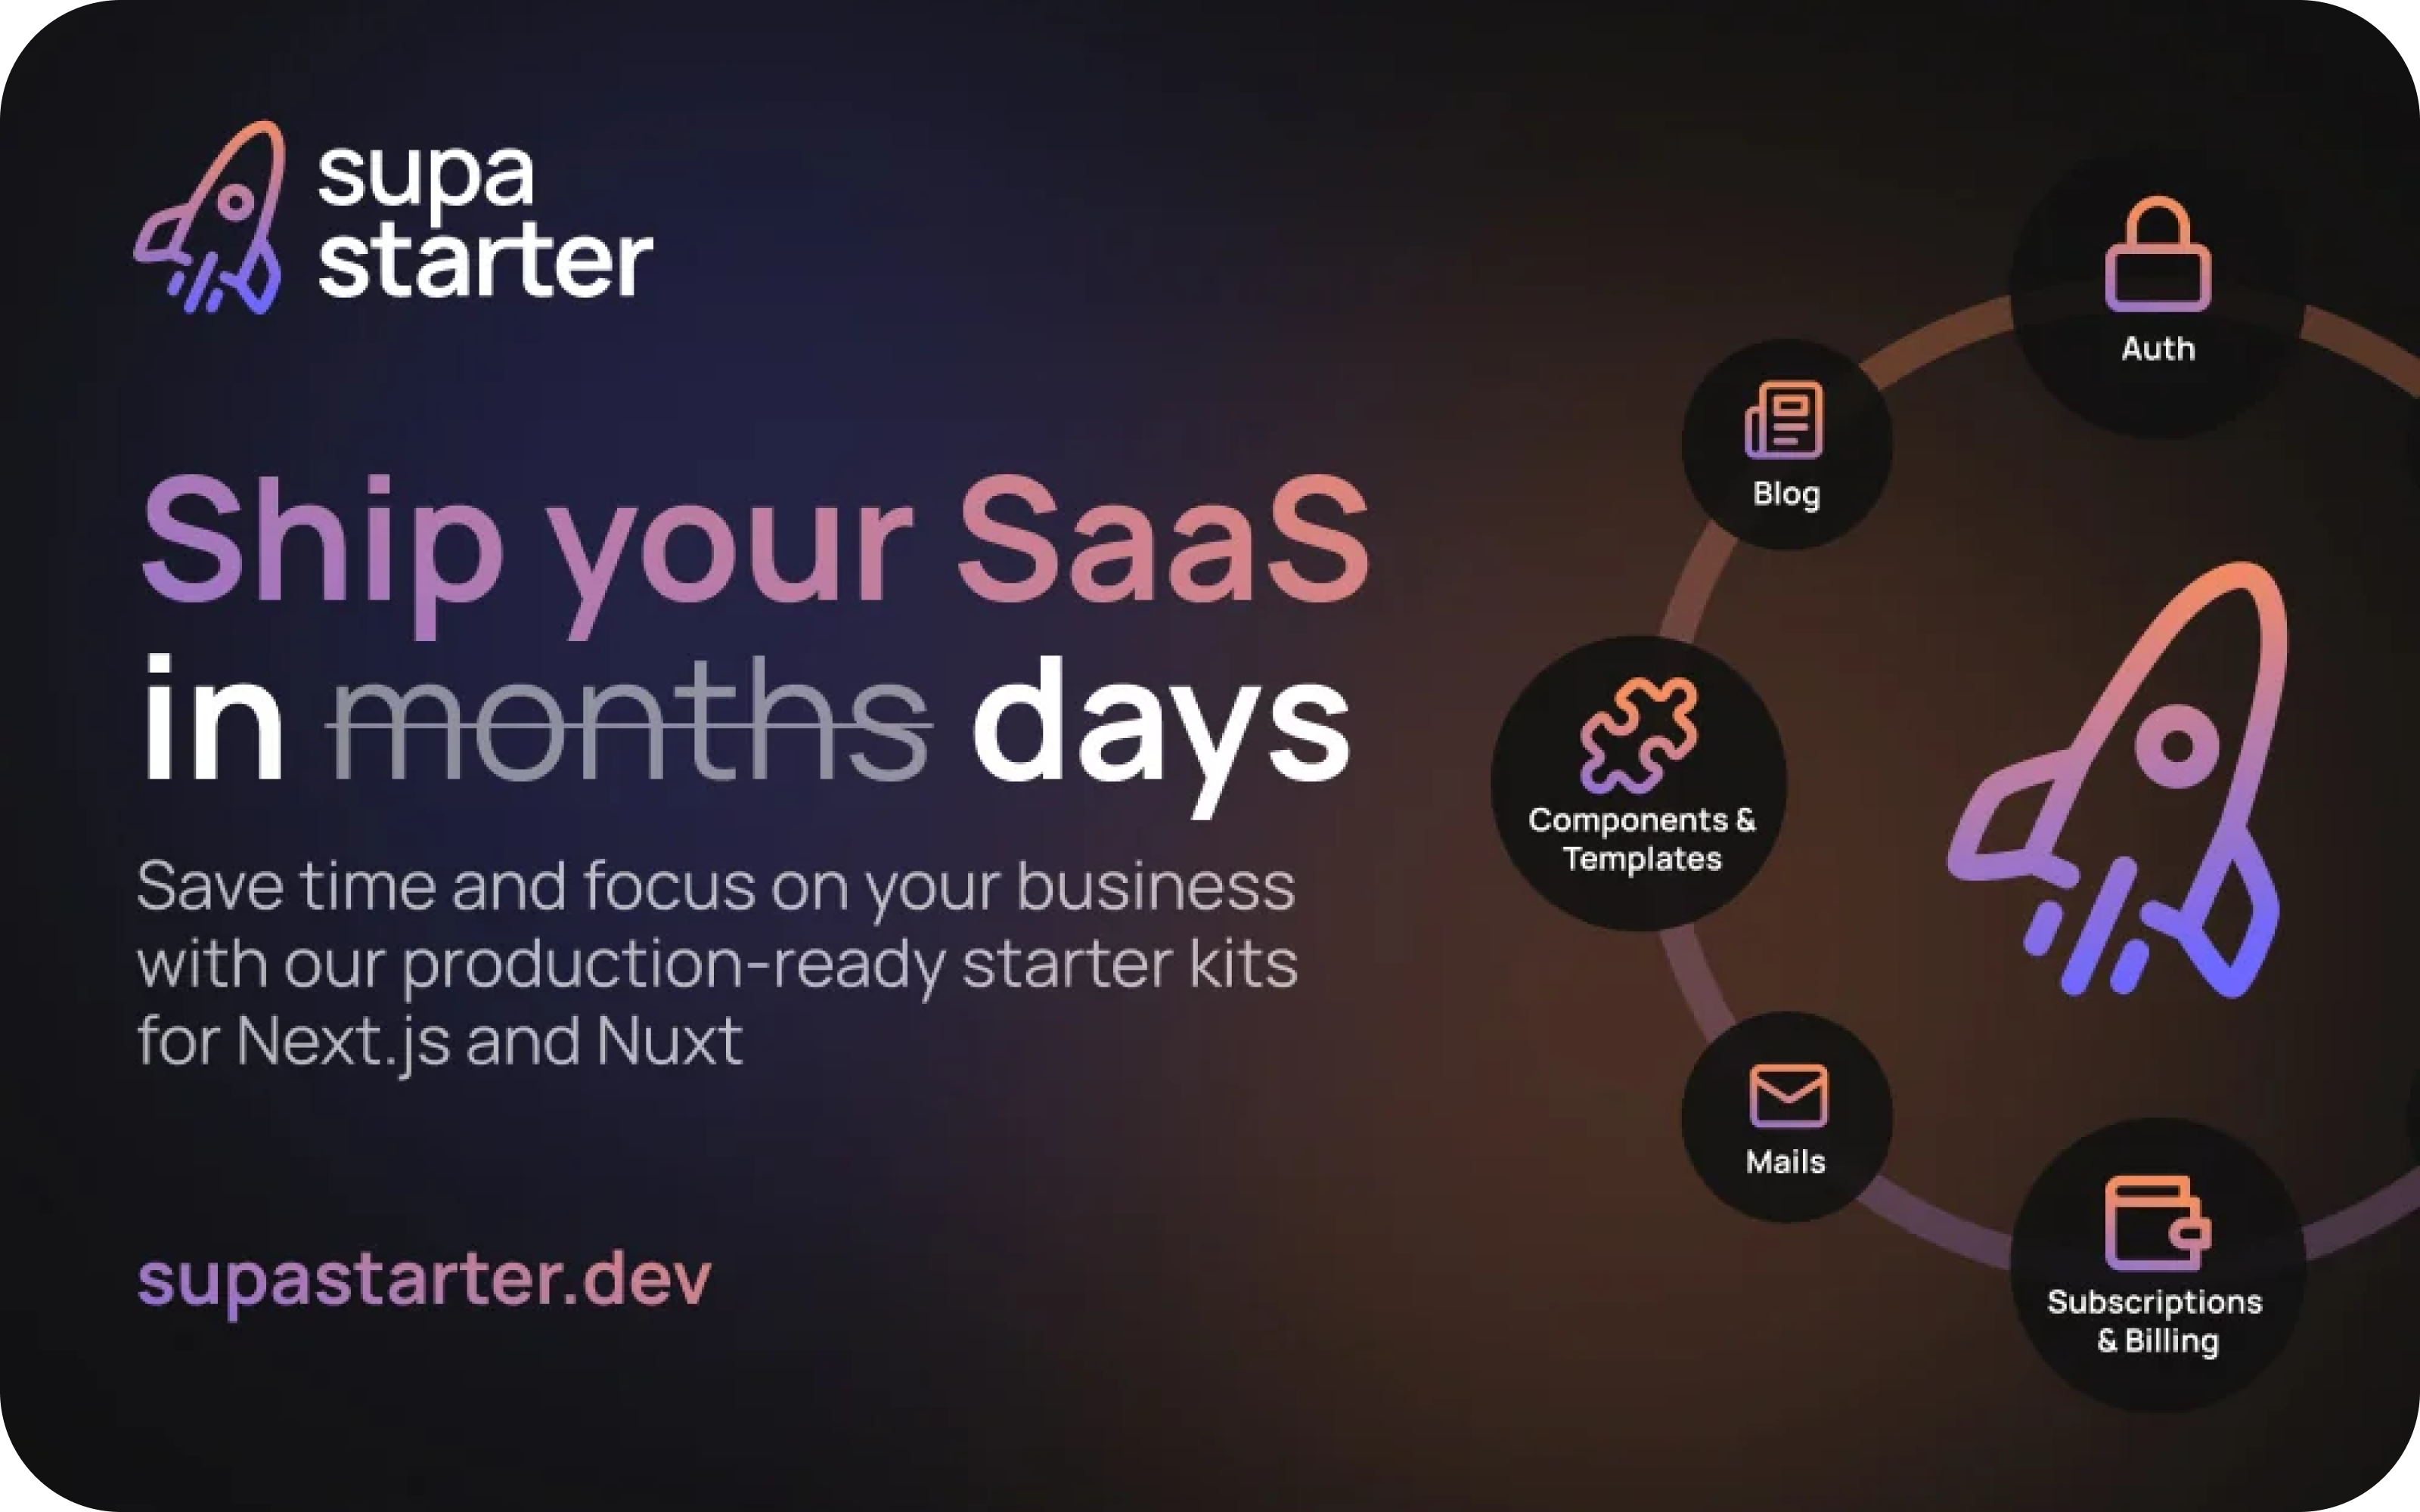 supa
starter
Ship your SaaS
in months days
Save time and focus on your business
with our production-ready starter kits
for Next.js and Nuxt
supastarter.dev
Auth
Blog
Components &
Templates
Mails
Subscriptions
& Billing